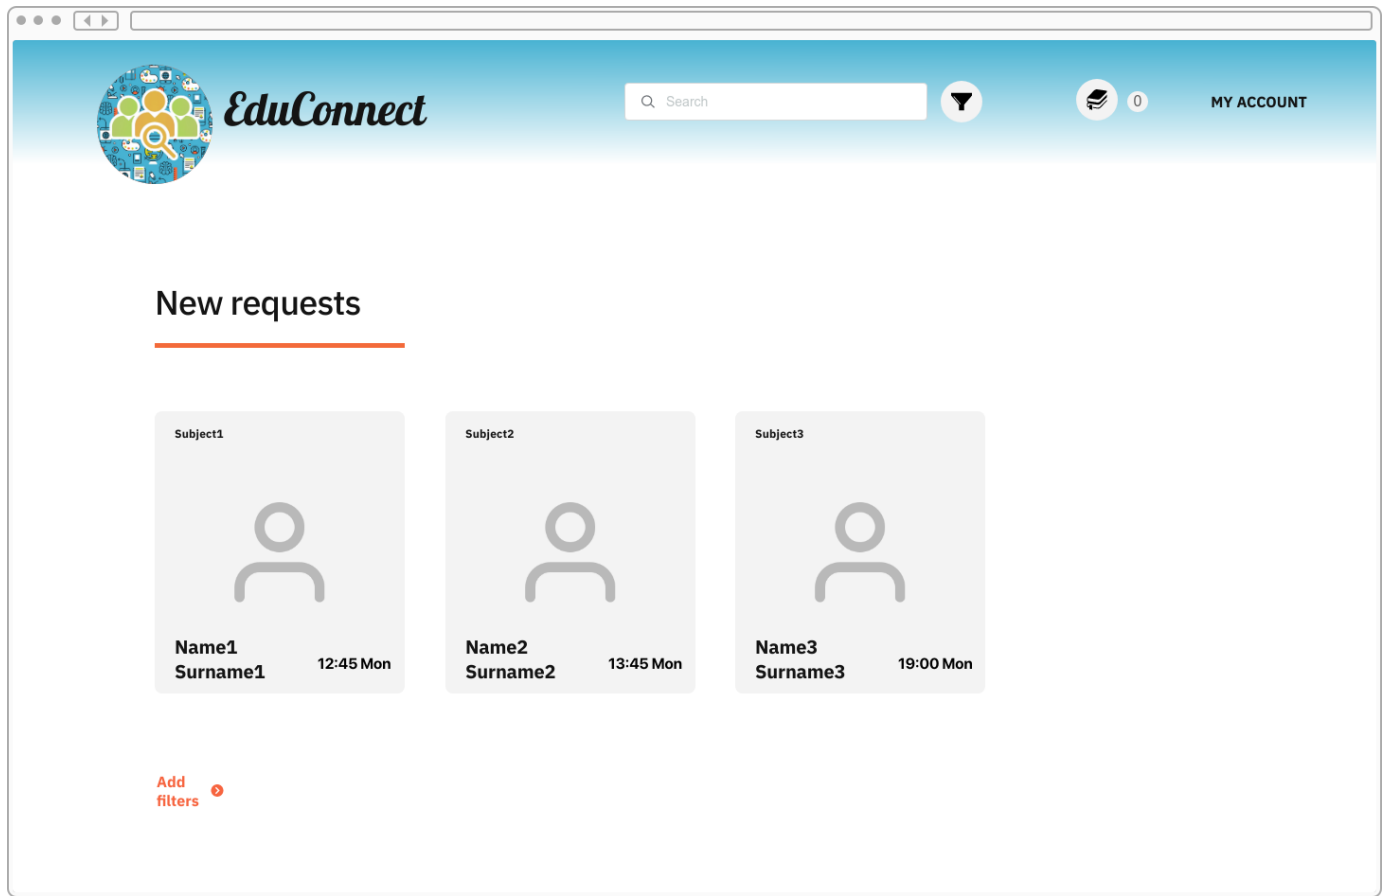 EduConnect
Search
0
MY ACCOUNT
New requests
Subject1
Subject2
Subject3
Name1
Surname1
12:45 Mon
Name2
Surname2
13:45 Mon
Name3
Surname3
19:00 Mon
Add
filters